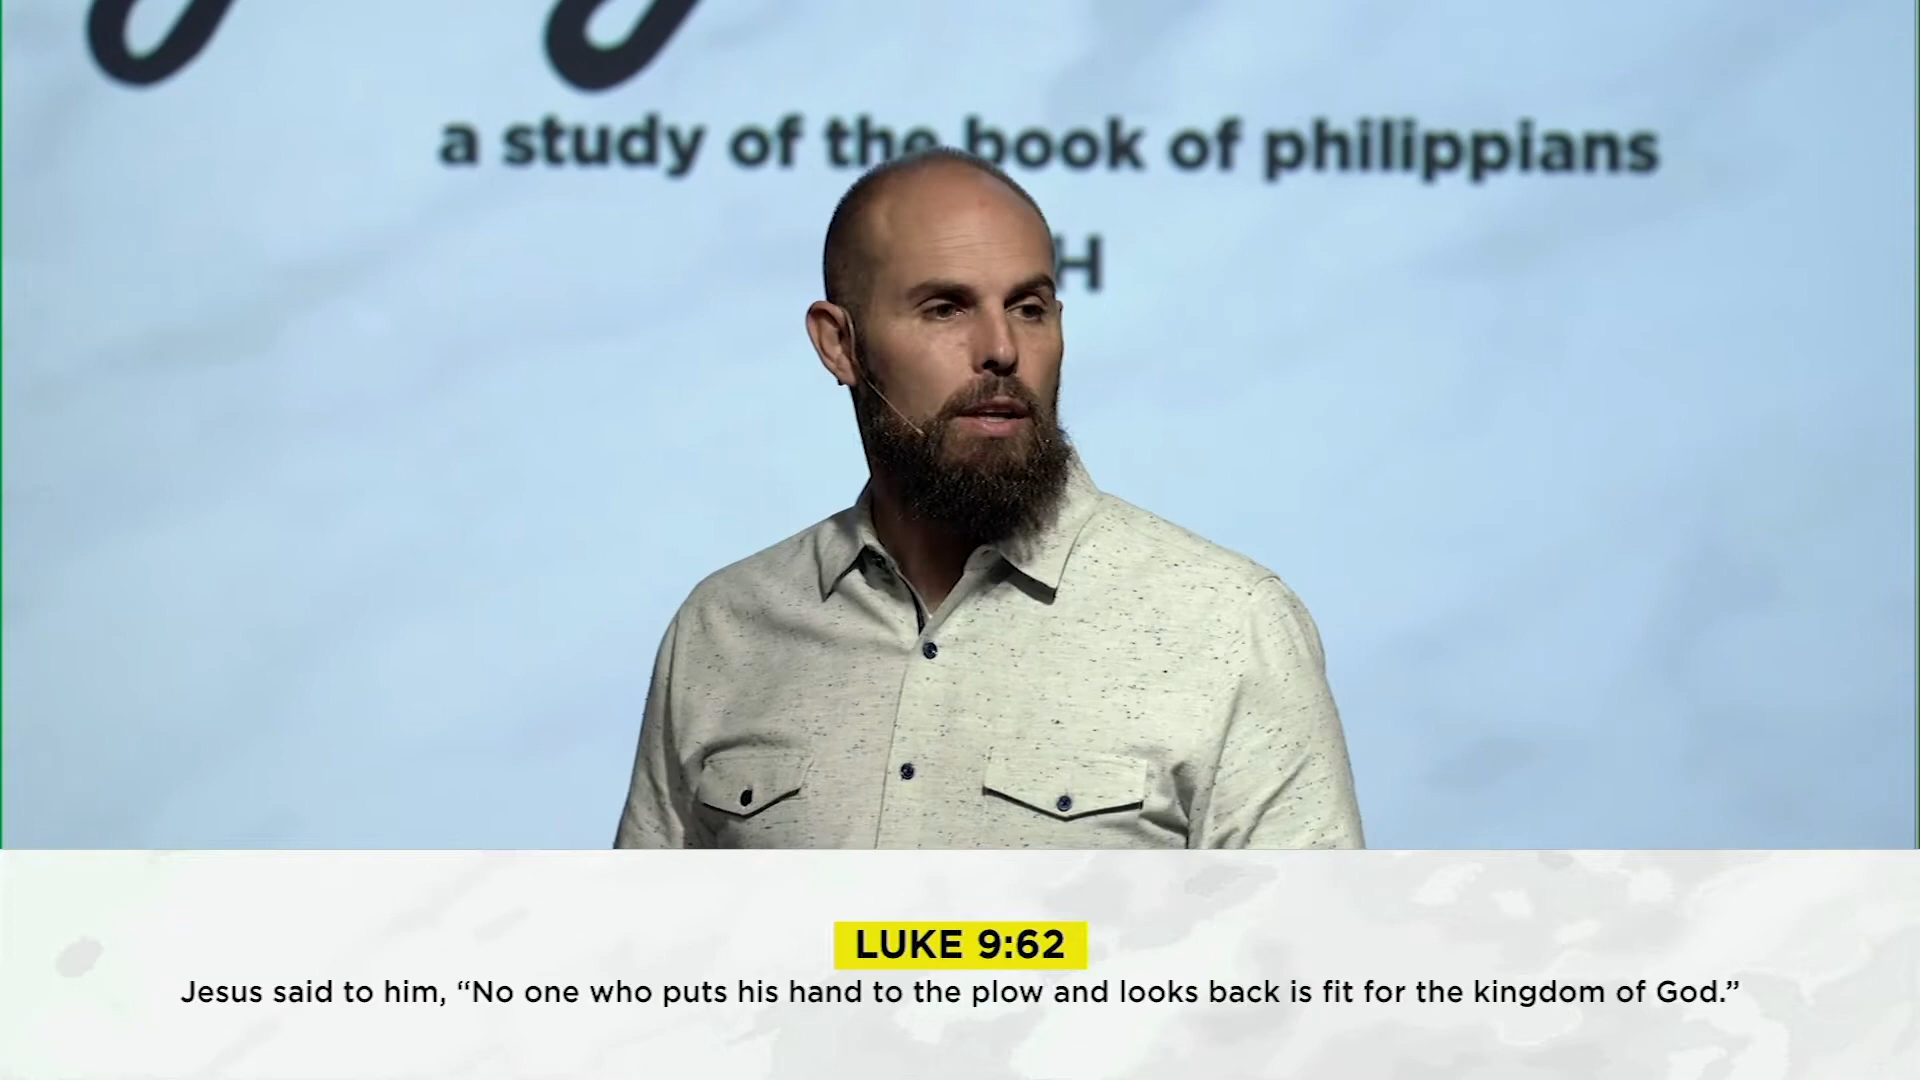 a study of the book of philippians
H
LUKE 9:62
Jesus said to him, “No one who puts his hand to the plow and looks back is fit for the kingdom of God.”